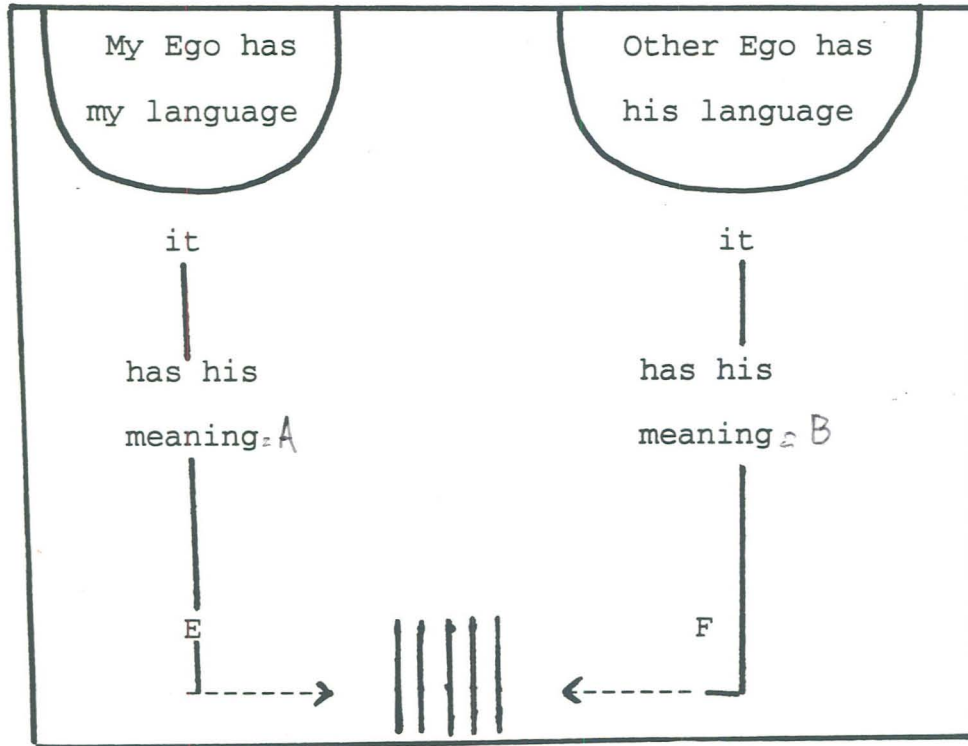 My Ego has
my language
it
has his
meaning = A
E
Other Ego has
his language
it
has his
meaning = B
F